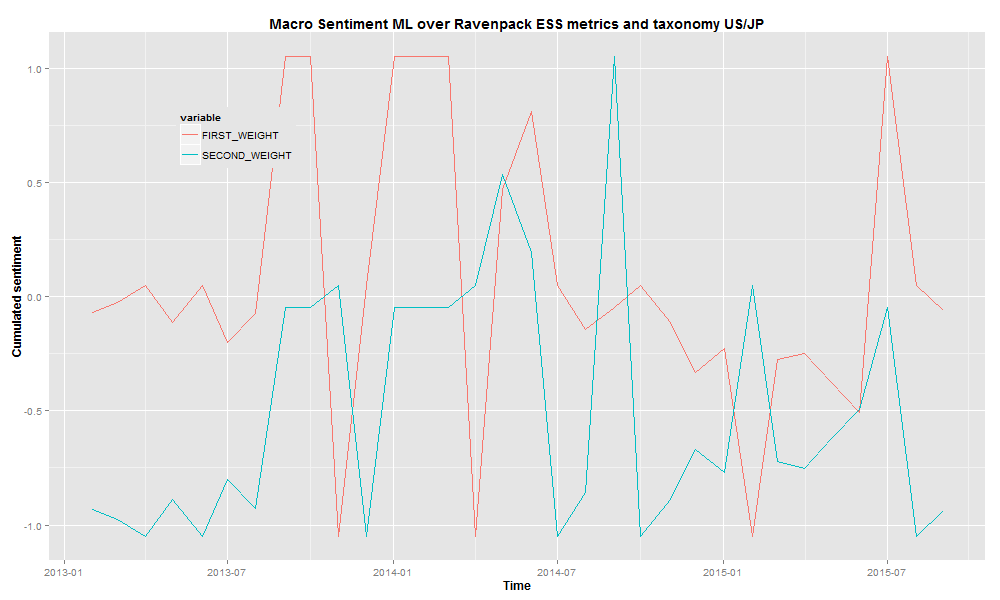 Macro Sentiment ML over Ravenpack ESS metrics and taxonomy US/JP
variable
FIRST_WEIGHT
SECOND_WEIGHT
Cumulated sentiment
1.0
0.5
0.0
-0.5
-1.0
2013-01
2013-07
2014-01
2014-07
2015-01
2015-07
Time